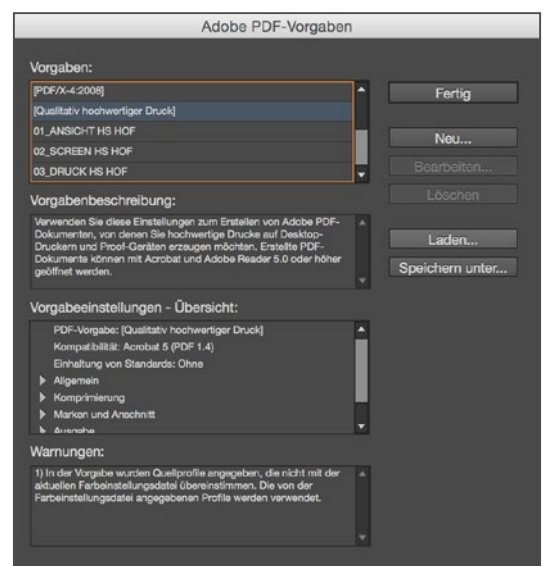 Adobe PDF-Vorgaben
Vorgaben:
[PDF/X-4:2008]
[Qualitativ hochwertiger Druck]
01_ANSICHT HS HOF
02_SCREEN HS HOF
03_DRUCK HS HOF
Fertig
Neu...
Bearbeiten...
Löschen
Laden...
Speichern unter...
Vorgabenbeschreibung:
Verwenden Sie diese Einstellungen zum Erstellen von Adobe PDF-
Dokumenten, von denen Sie hochwertige Drucke auf Desktop-
Druckern und Proof-Geräten erzeugen möchten. Erstellte PDF-
Dokumente können mit Acrobat und Adobe Reader 5.0 oder höher
geöffnet werden.
Vorgabeeinstellungen - Übersicht:
PDF-Vorgabe: [Qualitativ hochwertiger Druck]
Kompatibilität: Acrobat 5 (PDF 1.4)
Einhaltung von Standards: Ohne
Allgemein
Komprimierung
Marken und Anschnitt
Ausgabe
Warnungen:
1) In der Vorgabe wurden Quellprofile angegeben, die nicht mit der
aktuellen Farbeinstellungsdatei übereinstimmen. Die von der
Farbeinstellungsdatei angegebenen Profile werden verwendet.